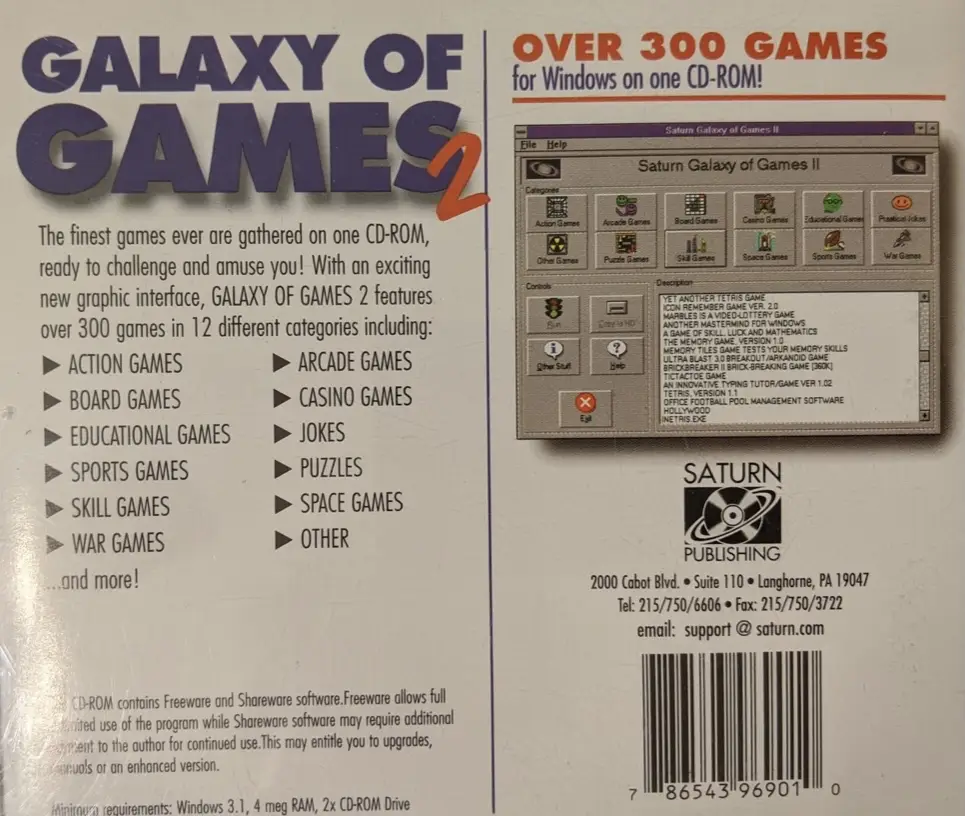 GALAXY OF
GAMES 2
The finest games ever are gathered on one CD-ROM,
ready to challenge and amuse you! With an exciting
new graphic interface, GALAXY OF GAMES 2 features
over 300 games in 12 different categories including:
▶ ACTION GAMES
▶ BOARD GAMES
▶ EDUCATIONAL GAMES
▶ SPORTS GAMES
▶ SKILL GAMES
▶ WAR GAMES
...and more!
▶ ARCADE GAMES
▶ CASINO GAMES
▶ JOKES
▶ PUZZLES
▶ SPACE GAMES
▶ OTHER
CD-ROM contains Freeware and Shareware software.Freeware allows full
use of the program while Shareware software may require additional
to the author for continued use.This may entitle you to upgrades,
or an enhanced version.
Minimum requirements: Windows 3.1, 4 meg RAM, 2x CD-ROM Drive
OVER 300 GAMES
for Windows on one CD-ROM!
Saturn Galaxy of Games II
File Help
Saturn Galaxy of Games II
Categories
Action Games Arcade Games Board Games Casino Games Educational Games Practical Jokes
Other Games Puzzle Games Skill Games Space Games Sports Games War Games
Controls
Run Copy to HD
Other Stuff Help
Exit
Description
YET ANOTHER TETRIS GAME
ICON REMEMBER GAME VER. 2.0
MARBLES IS A VIDEO-LOTTERY GAME
ANOTHER MASTERMIND FOR WINDOWS
A GAME OF SKILL, LUCK AND MATHEMATICS
THE MEMORY GAME, VERSION 1.0
MEMORY TILES GAME TESTS YOUR MEMORY SKILLS
ULTRA BLAST 3.0 BREAKOUT/ARKANOID GAME
BRICKBREAKER II BRICK-BREAKING GAME [360K]
TICTACTOE GAME
AN INNOVATIVE TYPING TUTOR/GAME VER 1.02
TETRIS, VERSION 1.1
OFFICE FOOTBALL POOL MANAGEMENT SOFTWARE
HOLLYWOOD
NETRIS.EXE
SATURN
PUBLISHING
2000 Cabot Blvd. • Suite 110 • Langhorne, PA 19047
Tel: 215/750/6606 • Fax: 215/750/3722
email: support @ saturn.com
7 86543 96901 0